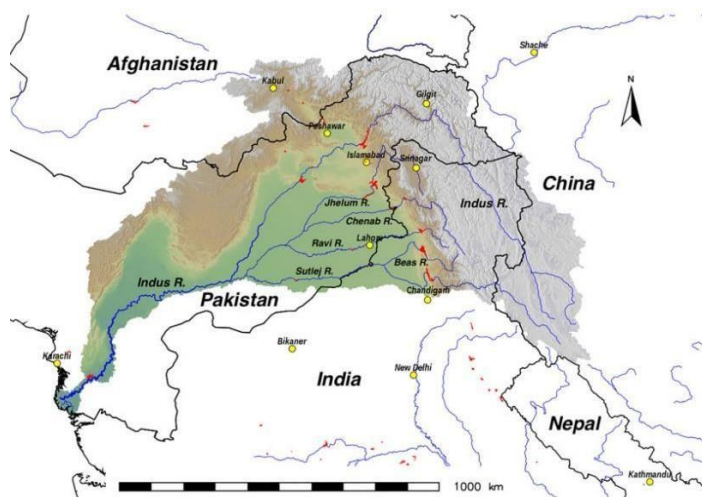 Shache
Afghanistan
Kabul
Gilgit
N
Peshawar
Islamabad
Srinagar
China
Jhelum R.
Indus R.
Chenab R.
Ravi R.
Lahore
Beas R.
Indus R.
Sutlej R.
Pakistan
Chandigarh
Bikaner
Karachi
India
New Delhi
Nepal
1000 km
Kathmandu